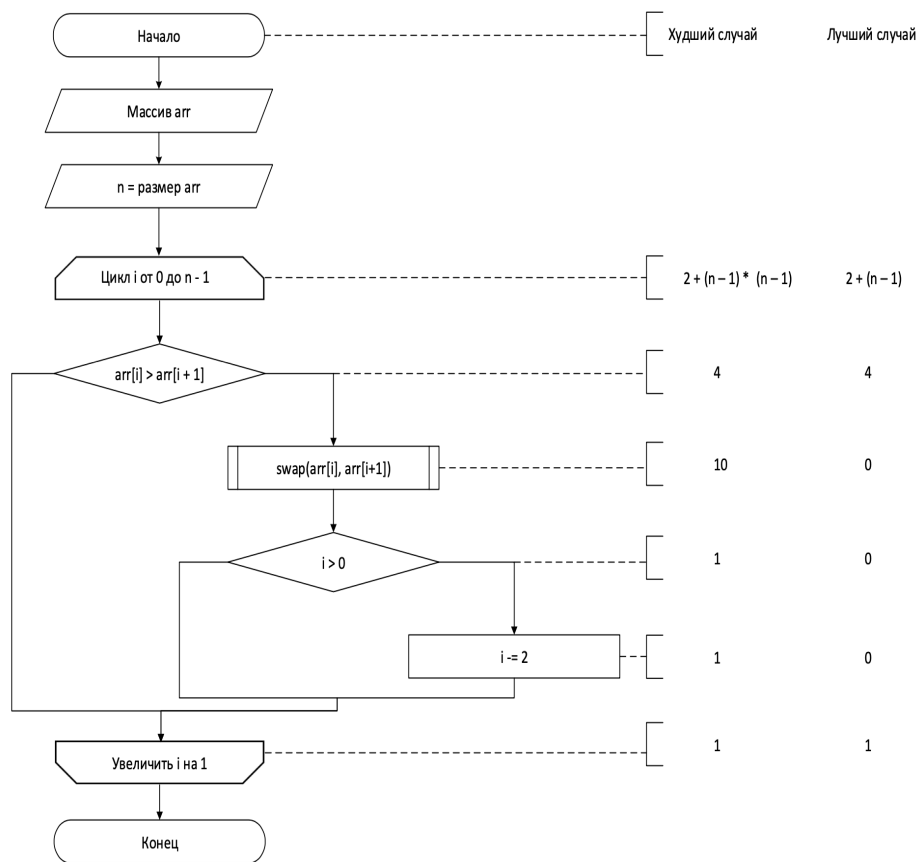 Начало
Худший случай
Лучший случай
Массив arr
n = размер arr
Цикл i от 0 до n - 1
2 + (n – 1) * (n – 1)
2 + (n – 1)
arr[i] > arr[i + 1]
4
4
swap(arr[i], arr[i+1])
10
0
i > 0
1
0
i -= 2
1
0
Увеличить i на 1
1
1
Конец